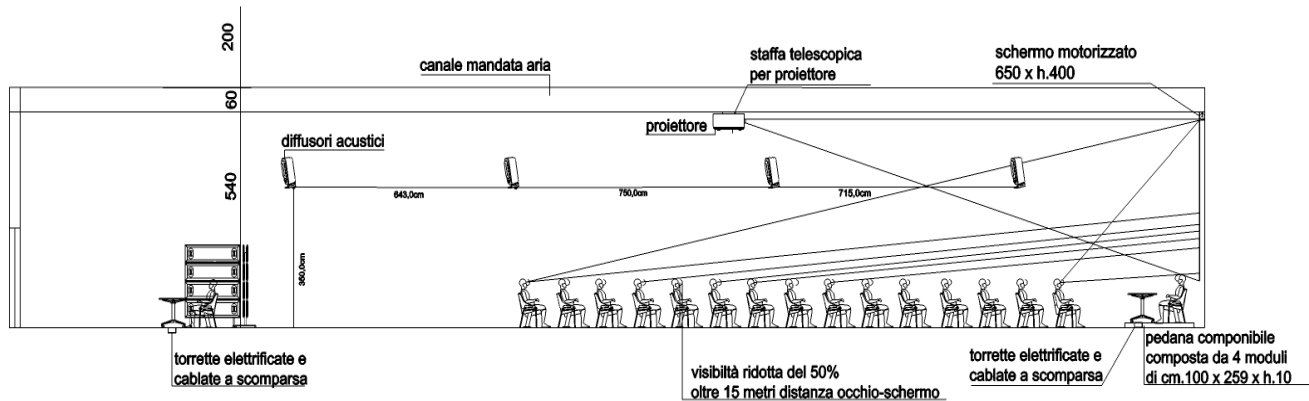 200
60
540
canale mandata aria
staffa telescopica
per proiettore
schermo motorizzato
650 x h.400
proiettore
diffusori acustici
643,0cm
750,0cm
715,0cm
350,0cm
torrette elettrificate e
cablate a scomparsa
visibiltà ridotta del 50%
oltre 15 metri distanza occhio-schermo
torrette elettrificate e
cablate a scomparsa
pedana componibile
composta da 4 moduli
di cm.100 x 259 x h.10